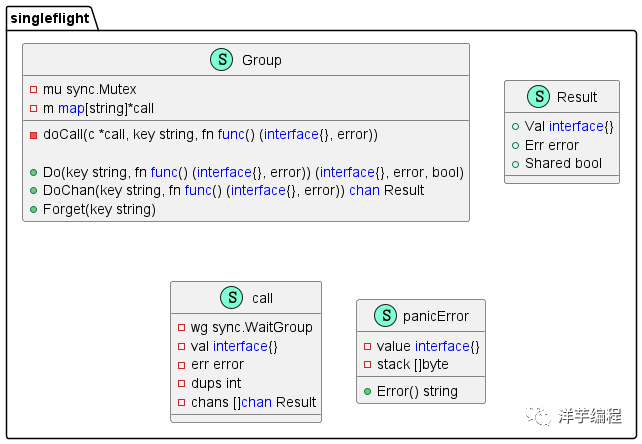 singleflight
S Group
mu sync.Mutex
m map[string]*call
doCall(c *call, key string, fn func() (interface{}, error))
Do(key string, fn func() (interface{}, error)) (interface{}, error, bool)
DoChan(key string, fn func() (interface{}, error)) chan Result
Forget(key string)
S Result
Val interface{}
Err error
Shared bool
S call
wg sync.WaitGroup
val interface{}
err error
dups int
chans []chan Result
S panicError
value interface{}
stack []byte
Error() string
洋芋编程